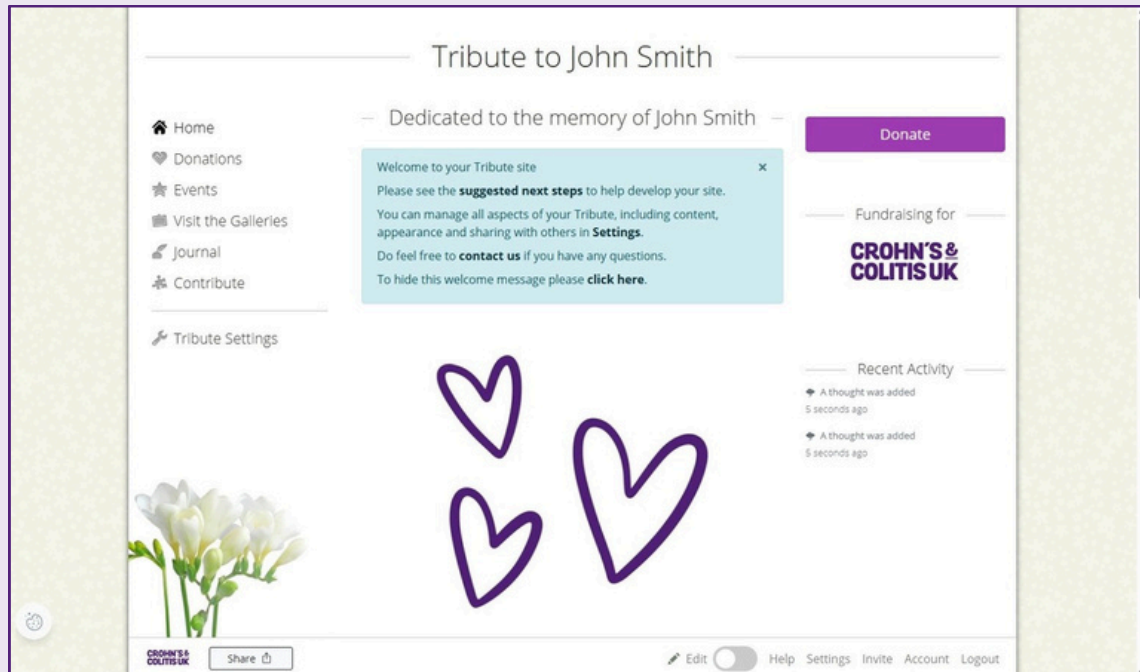 Tribute to John Smith
Home
Donations
Events
Visit the Galleries
Journal
Contribute
Tribute Settings
Dedicated to the memory of John Smith
Welcome to your Tribute site
×
Please see the suggested next steps to help develop your site.
You can manage all aspects of your Tribute, including content,
appearance and sharing with others in Settings.
Do feel free to contact us if you have any questions.
To hide this welcome message please click here.
Donate
Fundraising for
CROHN'S &
COLITIS UK
Recent Activity
A thought was added
5 seconds ago
A thought was added
5 seconds ago
CROHN'S &
COLITIS UK
Share
Edit
Help
Settings
Invite
Account
Logout